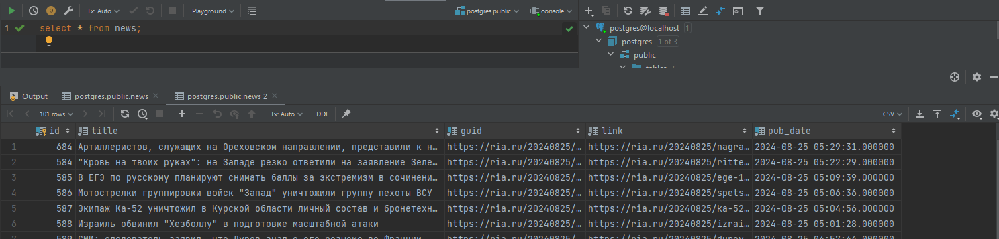 Tx: Auto Playground postgres.public console
1 select * from news;
postgres@localhost 1
postgres 1 of 3
public
tables
Output postgres.public.news postgres.public.news 2
101 rows Tx: Auto DDL CSV
id title guid link pub_date
1 684 Артиллеристов, служащих на Ореховском направлении, представили к н… https://ria.ru/20240825/… https://ria.ru/20240825/nagra… 2024-08-25 05:29:31.000000
2 584 "Кровь на твоих руках": на Западе резко ответили на заявление Зеле… https://ria.ru/20240825/… https://ria.ru/20240825/ritte… 2024-08-25 05:22:29.000000
3 585 В ЕГЭ по русскому планируют снимать баллы за экстремизм в сочинени… https://ria.ru/20240825/… https://ria.ru/20240825/ege-1… 2024-08-25 05:09:39.000000
4 586 Мотострелки группировки войск "Запад" уничтожили группу пехоты ВСУ https://ria.ru/20240825/… https://ria.ru/20240825/spets… 2024-08-25 05:06:36.000000
5 587 Экипаж Ка-52 уничтожил в Курской области личный состав и бронетехн… https://ria.ru/20240825/… https://ria.ru/20240825/ka-52… 2024-08-25 05:04:56.000000
6 588 Израиль обвинил "Хезболлу" в подготовке масштабной атаки https://ria.ru/20240825/… https://ria.ru/20240825/izrai… 2024-08-25 05:01:28.000000